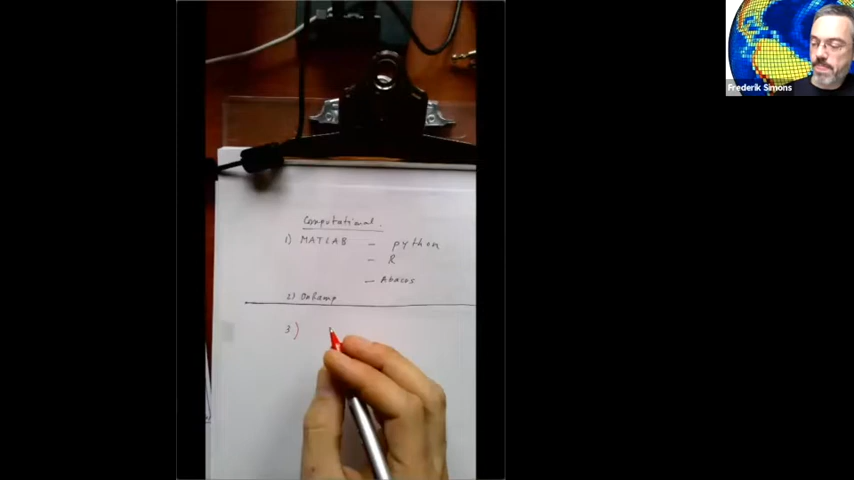 Frederik Simons
Computational.
1) MATLAB - python
- R
- Abacus
2) OnRamp
3)